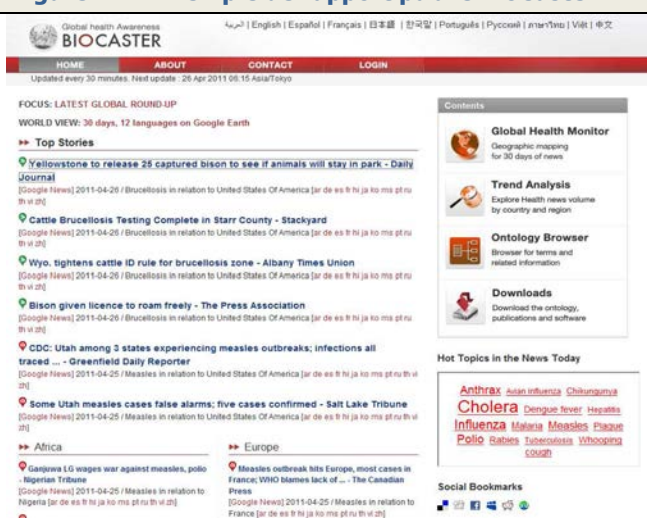 Global health Awareness
BIOCASTER
العربية | English | Español | Français | 日本語 | 한국말 | Português | Русский | ภาษาไทย | Việt | 中文
HOME ABOUT CONTACT LOGIN
Updated every 30 minutes. Next update : 26 Apr 2011 06:15 Asia/Tokyo
FOCUS: LATEST GLOBAL ROUND-UP
WORLD VIEW: 30 days, 12 languages on Google Earth
Top Stories
Yellowstone to release 25 captured bison to see if animals will stay in park - Daily
Journal
[Google News] 2011-04-26 / Brucellosis in relation to United States Of America [ar de es fr hi ja ko ms pt ru
th vi zh]
Cattle Brucellosis Testing Complete in Starr County - Stackyard
[Google News] 2011-04-26 / Brucellosis in relation to United States Of America [ar de es fr hi ja ko ms pt ru
th vi zh]
Wyo. tightens cattle ID rule for brucellosis zone - Albany Times
Union
[Google News] 2011-04-26 / Brucellosis in relation to United States Of America [ar de es fr hi ja ko ms pt ru
th vi zh]
Bison given licence to roam freely - The Press Association
[Google News] 2011-04-26 / Brucellosis in relation to United States Of America [ar de es fr hi ja ko ms pt ru
th vi zh]
CDC: Utah among 3 states experiencing measles outbreaks; infections all
traced ... - Greenfield Daily Reporter
[Google News] 2011-04-25 / Measles in relation to United States Of America [ar de es fr hi ja ko ms pt ru th vi
zh]
Some Utah measles cases false alarms; five cases confirmed - Salt Lake Tribune
[Google News] 2011-04-25 / Measles in relation to United States Of America [ar de es fr hi ja ko ms pt ru th vi
zh]
Africa
Ganjuwa LG wages war against measles, polio
- Nigerian Tribune
[Google News] 2011-04-25 / Measles in relation to
Nigeria [ar de es fr hi ja ko ms pt ru th vi zh]
Europe
Measles outbreak hits Europe, most cases in
France; WHO blames lack of ... - The Canadian
Press
[Google News] 2011-04-25 / Measles in relation to
France [ar de es fr hi ja ko ms pt ru th vi zh]
Contents
Global Health Monitor
Geographic mapping
for 30 days of news
Trend Analysis
Explore Health news volume
by country and region
Ontology Browser
Browser for terms and
related information
Downloads
Download the ontology,
publications and software
Hot Topics in the News Today
Anthrax Avian influenza Chikungunya
Cholera Dengue fever Hepatitis
Influenza Malaria Measles Plague
Polio Rabies Tuberculosis Whooping
cough
Social Bookmarks